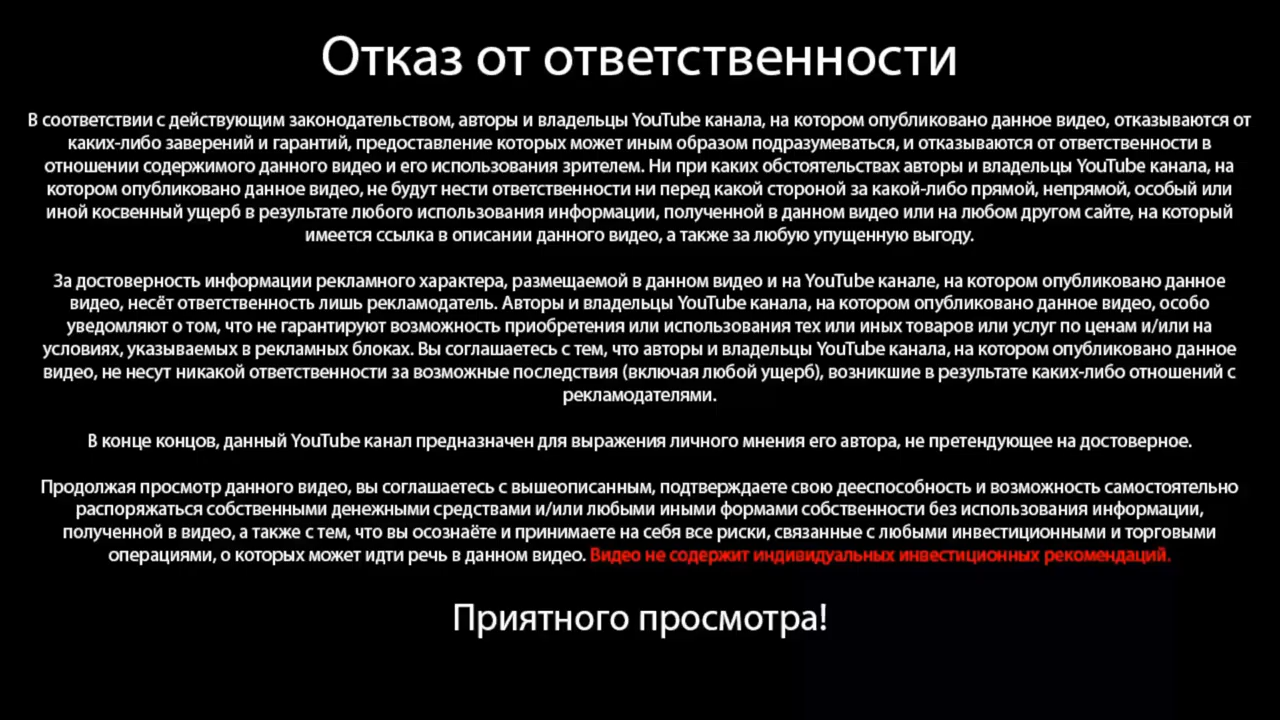 Отказ от ответственности
В соответствии с действующим законодательством, авторы и владельцы YouTube канала, на котором опубликовано данное видео, отказываются от
каких-либо заверений и гарантий, предоставление которых может иным образом подразумеваться, и отказываются от ответственности в
отношении содержимого данного видео и его использования зрителем. Ни при каких обстоятельствах авторы и владельцы YouTube канала, на
котором опубликовано данное видео, не будут нести ответственности ни перед какой стороной за какой-либо прямой, непрямой, особый или
иной косвенный ущерб в результате любого использования информации, полученной в данном видео или на любом другом сайте, на который
имеется ссылка в описании данного видео, а также за любую упущенную выгоду.
За достоверность информации рекламного характера, размещаемой в данном видео и на YouTube канале, на котором опубликовано данное
видео, несёт ответственность лишь рекламодатель. Авторы и владельцы YouTube канала, на котором опубликовано данное видео, особо
уведомляют о том, что не гарантируют возможность приобретения или использования тех или иных товаров или услуг по ценам и/или на
условиях, указываемых в рекламных блоках. Вы соглашаетесь с тем, что авторы и владельцы YouTube канала, на котором опубликовано данное
видео, не несут никакой ответственности за возможные последствия (включая любой ущерб), возникшие в результате каких-либо отношений с
рекламодателями.
В конце концов, данный YouTube канал предназначен для выражения личного мнения его автора, не претендующее на достоверное.
Продолжая просмотр данного видео, вы соглашаетесь с вышеописанным, подтверждаете свою дееспособность и возможность самостоятельно
распоряжаться собственными денежными средствами и/или любыми иными формами собственности без использования информации,
полученной в видео, а также с тем, что вы осознаёте и принимаете на себя все риски, связанные с любыми инвестиционными и торговыми
операциями, о которых может идти речь в данном видео. Видео не содержит индивидуальных инвестиционных рекомендаций.
Приятного просмотра!